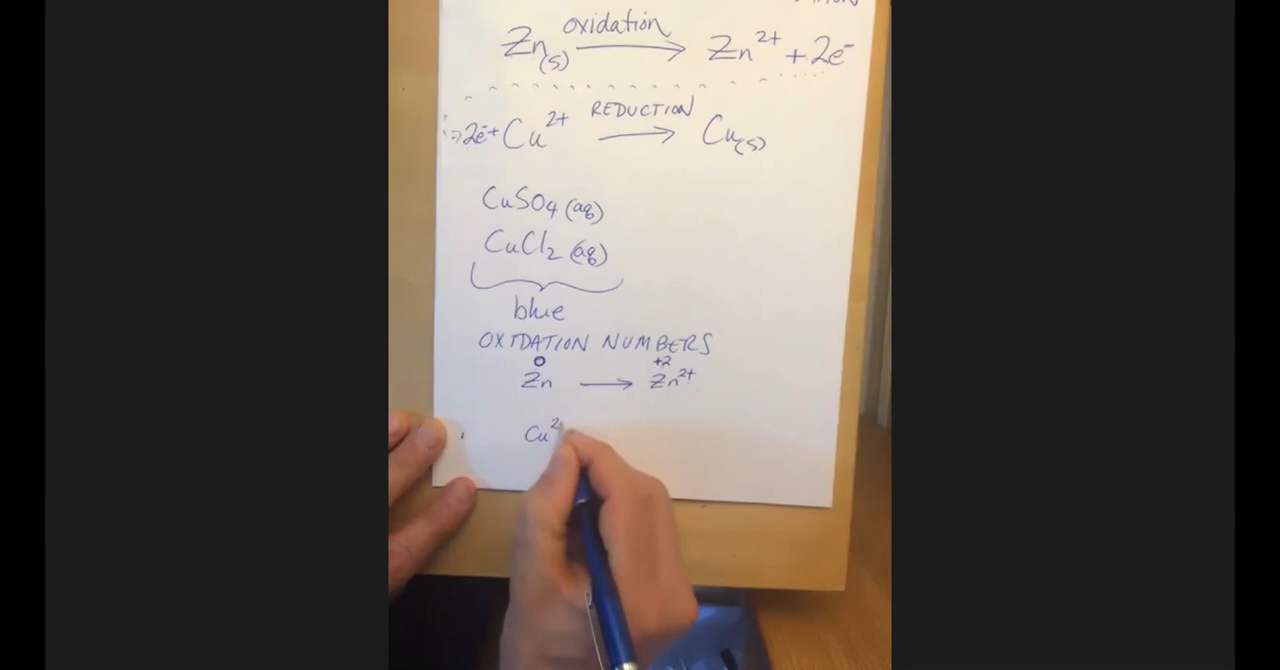 Zn(s) oxidation → Zn²⁺ + 2e⁻
2e⁻ + Cu²⁺ REDUCTION → Cu(s)
CuSO₄ (aq)
CuCl₂ (aq)
blue
OXIDATION NUMBERS
0 +2
Zn → Zn²⁺
Cu²